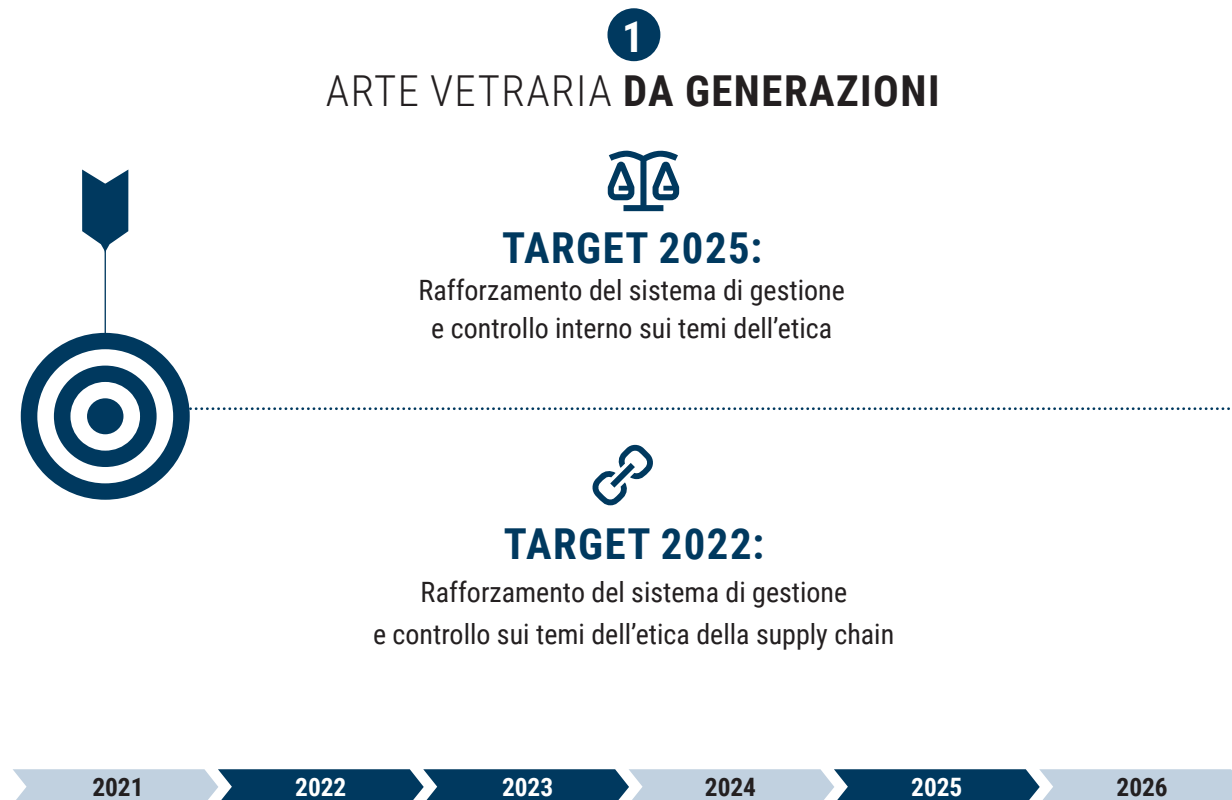 1
ARTE VETRARIA DA GENERAZIONI
TARGET 2025:
Rafforzamento del sistema di gestione
e controllo interno sui temi dell’etica
TARGET 2022:
Rafforzamento del sistema di gestione
e controllo sui temi dell’etica della supply chain
2021 2022 2023 2024 2025 2026